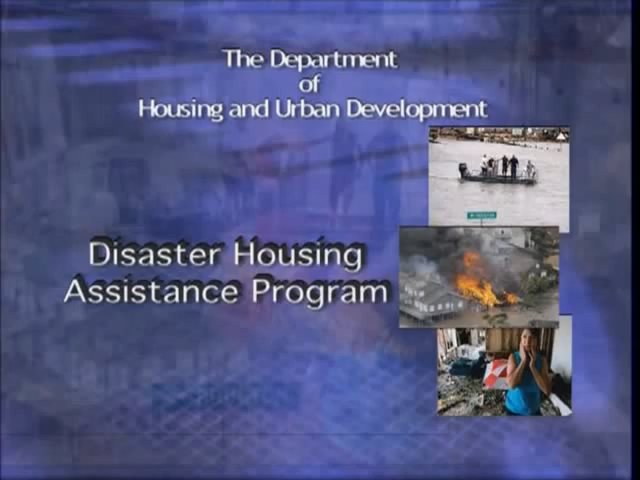 The Department
of
Housing and Urban Development
Disaster Housing
Assistance Program